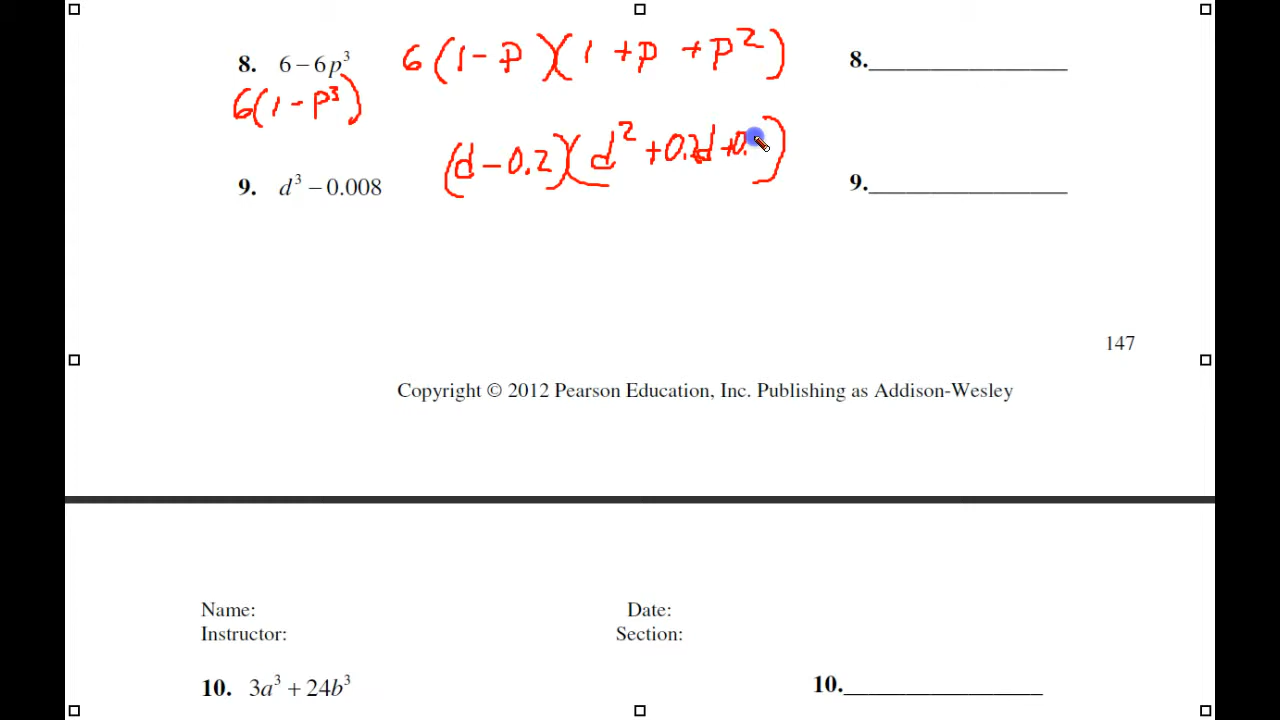 8. 6 − 6p³ 6(1 − p)(1 + p + p²) 8.
6(1 − p³)
(d − 0.2)(d² + 0.2d + 0. )
9. d³ − 0.008 9.
147
Copyright © 2012 Pearson Education, Inc. Publishing as Addison-Wesley
Name: Date:
Instructor: Section:
10. 3a³ + 24b³ 10.